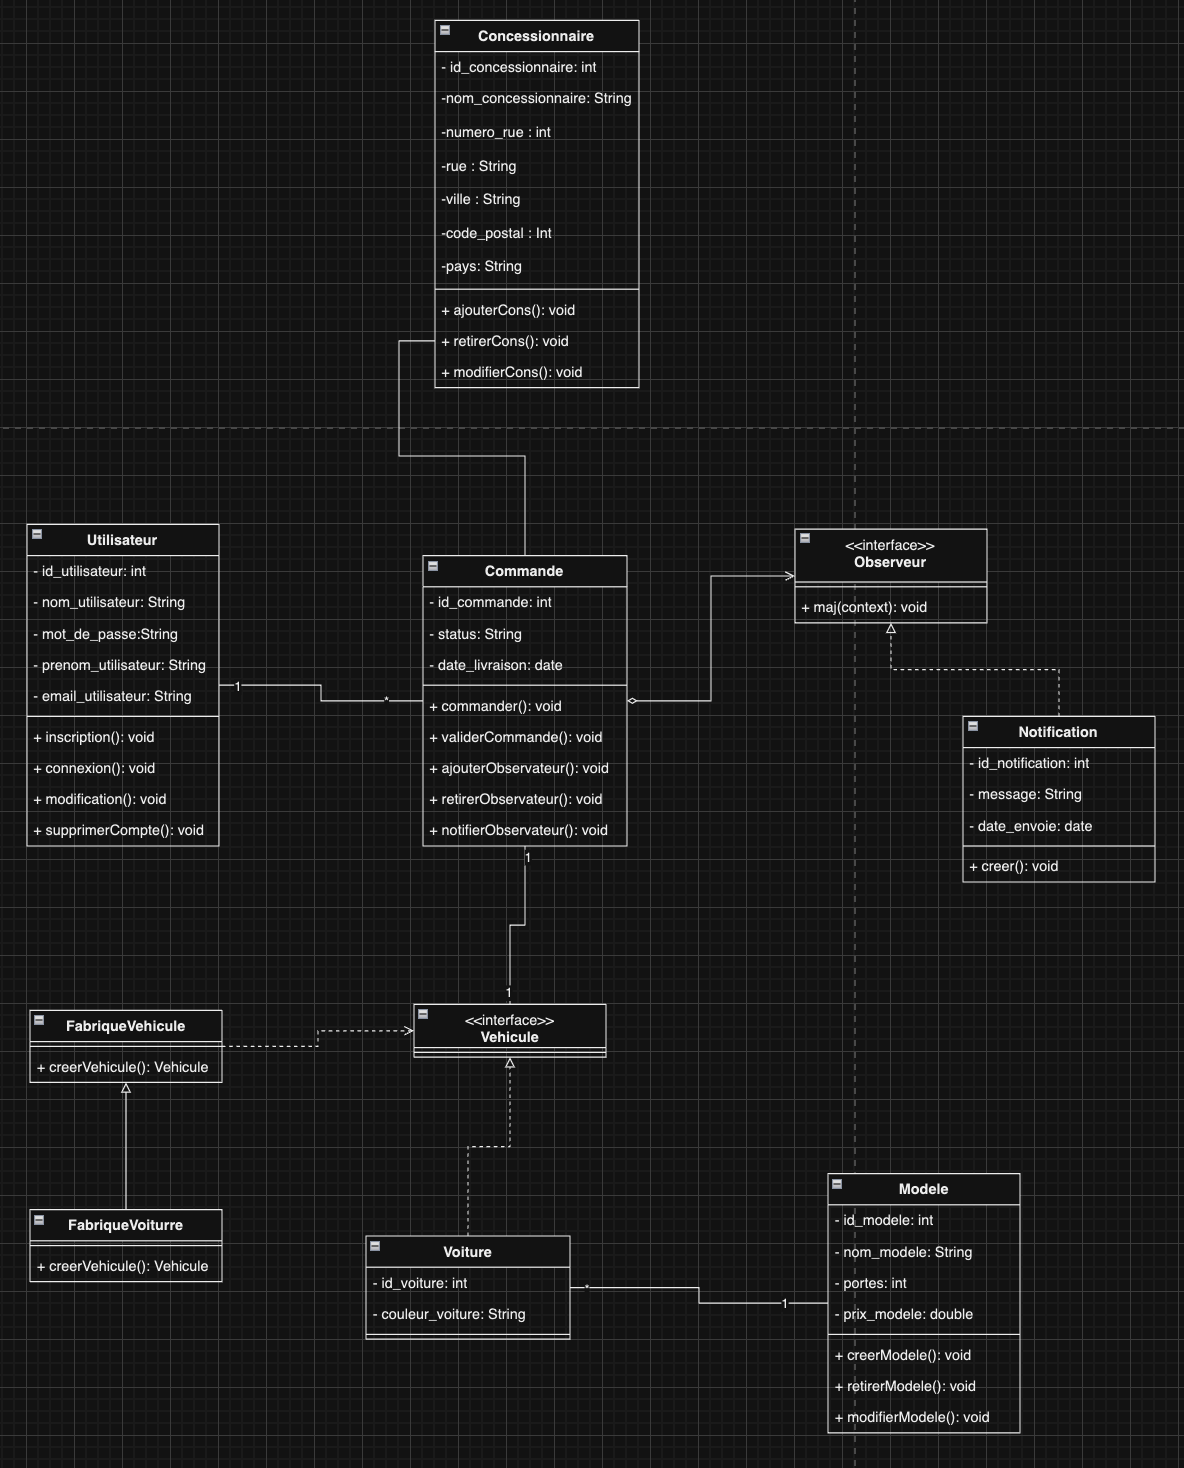 Concessionnaire
- id_concessionnaire: int
-nom_concessionnaire: String
-numero_rue : int
-rue : String
-ville : String
-code_postal : Int
-pays: String
+ ajouterCons(): void
+ retirerCons(): void
+ modifierCons(): void
Utilisateur
- id_utilisateur: int
- nom_utilisateur: String
- mot_de_passe:String
- prenom_utilisateur: String
- email_utilisateur: String
+ inscription(): void
+ connexion(): void
+ modification(): void
+ supprimerCompte(): void
1
*
Commande
- id_commande: int
- status: String
- date_livraison: date
+ commander(): void
+ validerCommande(): void
+ ajouterObservateur(): void
+ retirerObservateur(): void
+ notifierObservateur(): void
<<interface>>
Observeur
+ maj(context): void
Notification
- id_notification: int
- message: String
- date_envoie: date
+ creer(): void
1
1
FabriqueVehicule
+ creerVehicule(): Vehicule
<<interface>>
Vehicule
FabriqueVoiturre
+ creerVehicule(): Vehicule
Voiture
- id_voiture: int
- couleur_voiture: String
*
1
Modele
- id_modele: int
- nom_modele: String
- portes: int
- prix_modele: double
+ creerModele(): void
+ retirerModele(): void
+ modifierModele(): void